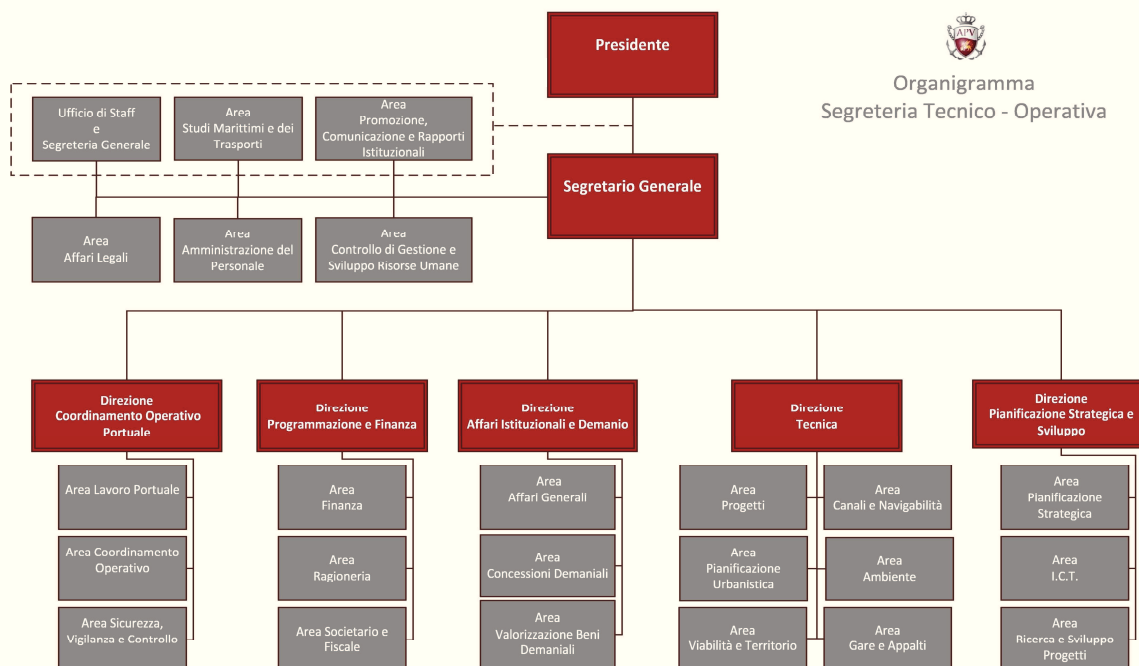 APV
Organigramma
Segreteria Tecnico - Operativa
Presidente
Ufficio di Staff
e
Segreteria Generale
Area
Studi Marittimi e dei
Trasporti
Area
Promozione,
Comunicazione e Rapporti
Istituzionali
Segretario Generale
Area
Affari Legali
Area
Amministrazione del
Personale
Area
Controllo di Gestione e
Sviluppo Risorse Umane
Direzione
Coordinamento Operativo
Portuale
Direzione
Programmazione e Finanza
Direzione
Affari Istituzionali e Demanio
Direzione
Tecnica
Direzione
Pianificazione Strategica e
Sviluppo
Area Lavoro Portuale
Area Coordinamento
Operativo
Area Sicurezza,
Vigilanza e Controllo
Area
Finanza
Area
Ragioneria
Area Societario e
Fiscale
Area
Affari Generali
Area
Concessioni Demaniali
Area
Valorizzazione Beni
Demaniali
Area
Progetti
Area
Canali e Navigabilità
Area
Pianificazione
Urbanistica
Area
Ambiente
Area
Viabilità e Territorio
Area
Gare e Appalti
Area
Pianificazione
Strategica
Area
I.C.T.
Area
Ricerca e Sviluppo
Progetti